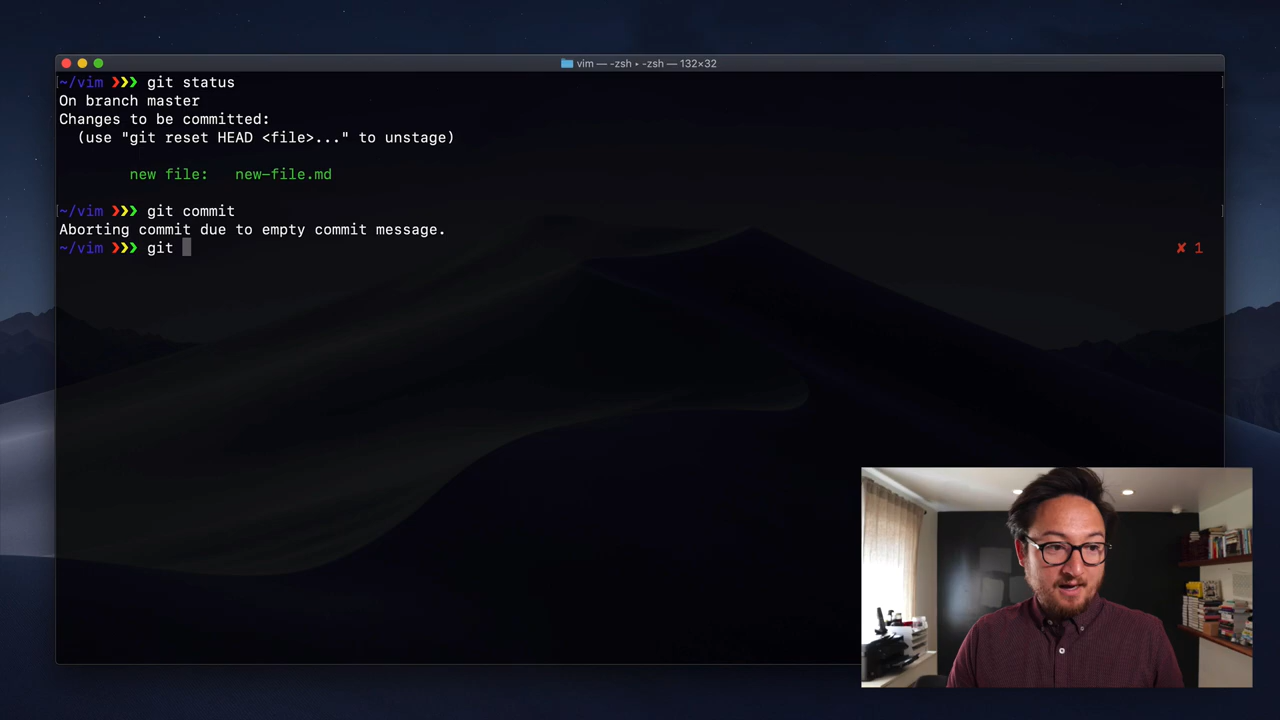 vim — -zsh • -zsh — 132×32
~/vim ❯❯❯ git status
On branch master
Changes to be committed:
(use "git reset HEAD <file>..." to unstage)
new file: new-file.md
~/vim ❯❯❯ git commit
Aborting commit due to empty commit message.
~/vim ❯❯❯ git ✘ 1